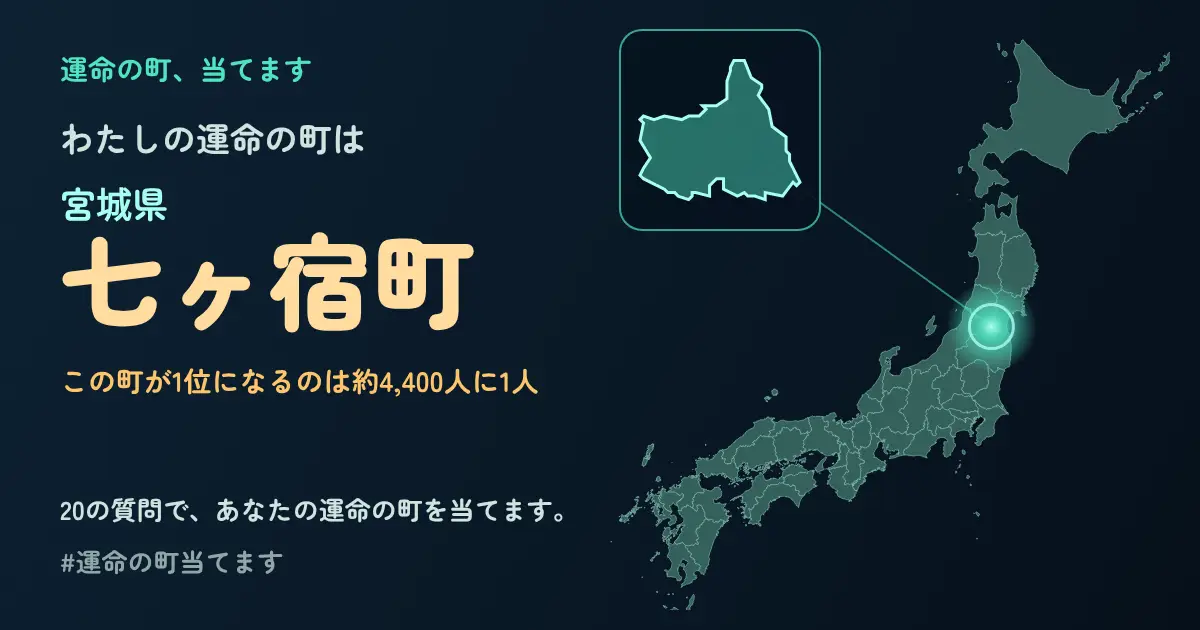 運命の町、当てます
わたしの運命の町は
宮城県
七ヶ宿町
この町が1位になるのは約4,400人に1人
20の質問で、あなたの運命の町を当てます。
#運命の町当てます